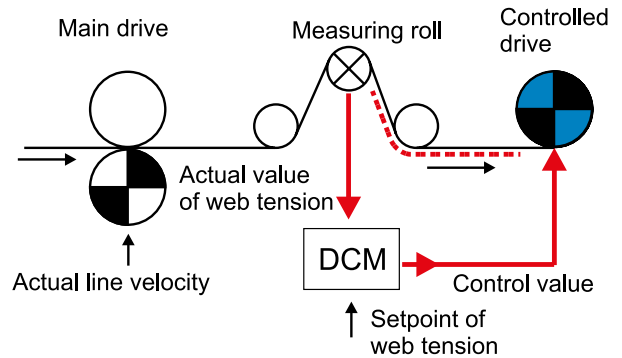 Main drive
Measuring roll
Controlled
drive
Actual value
of web tension
DCM
Actual line velocity
Control value
Setpoint of
web tension